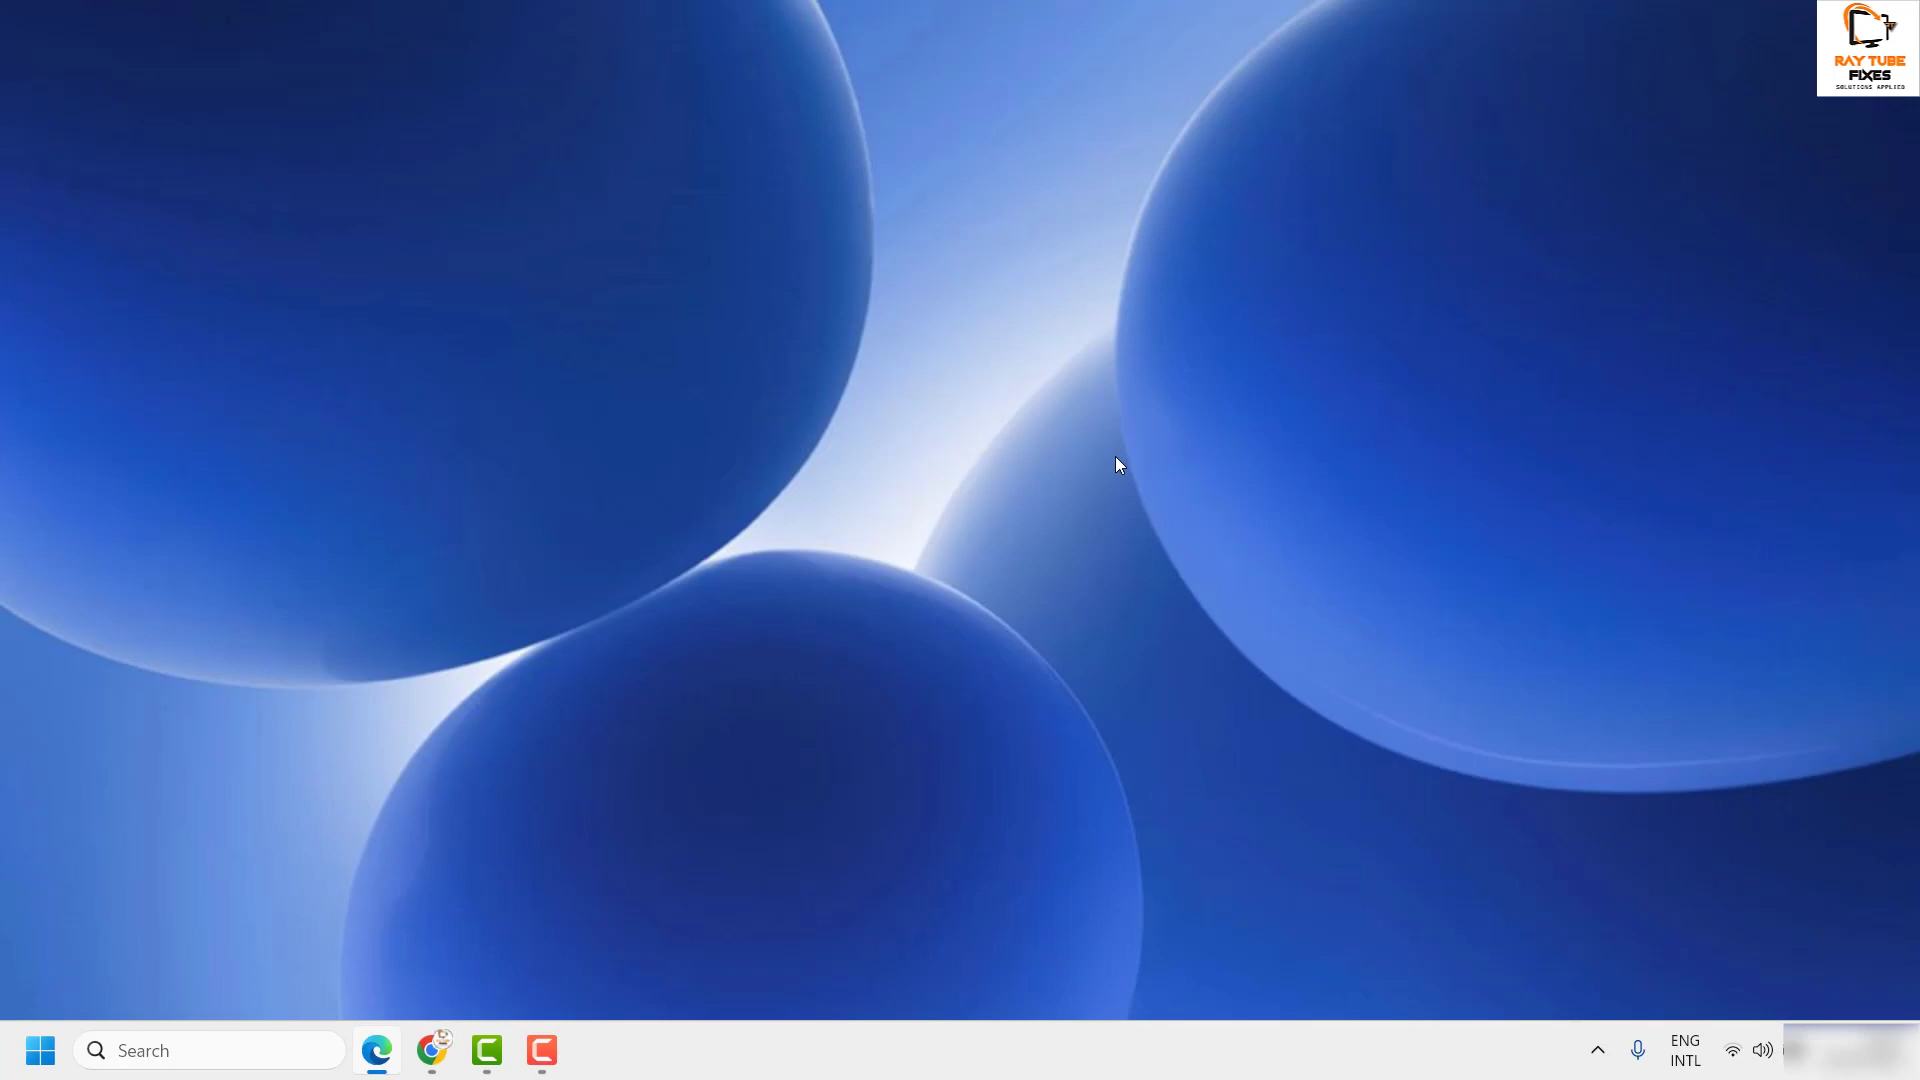 RAY TUBE
FIXES
SOLUTIONS APPLIED
Search
ENG
INTL